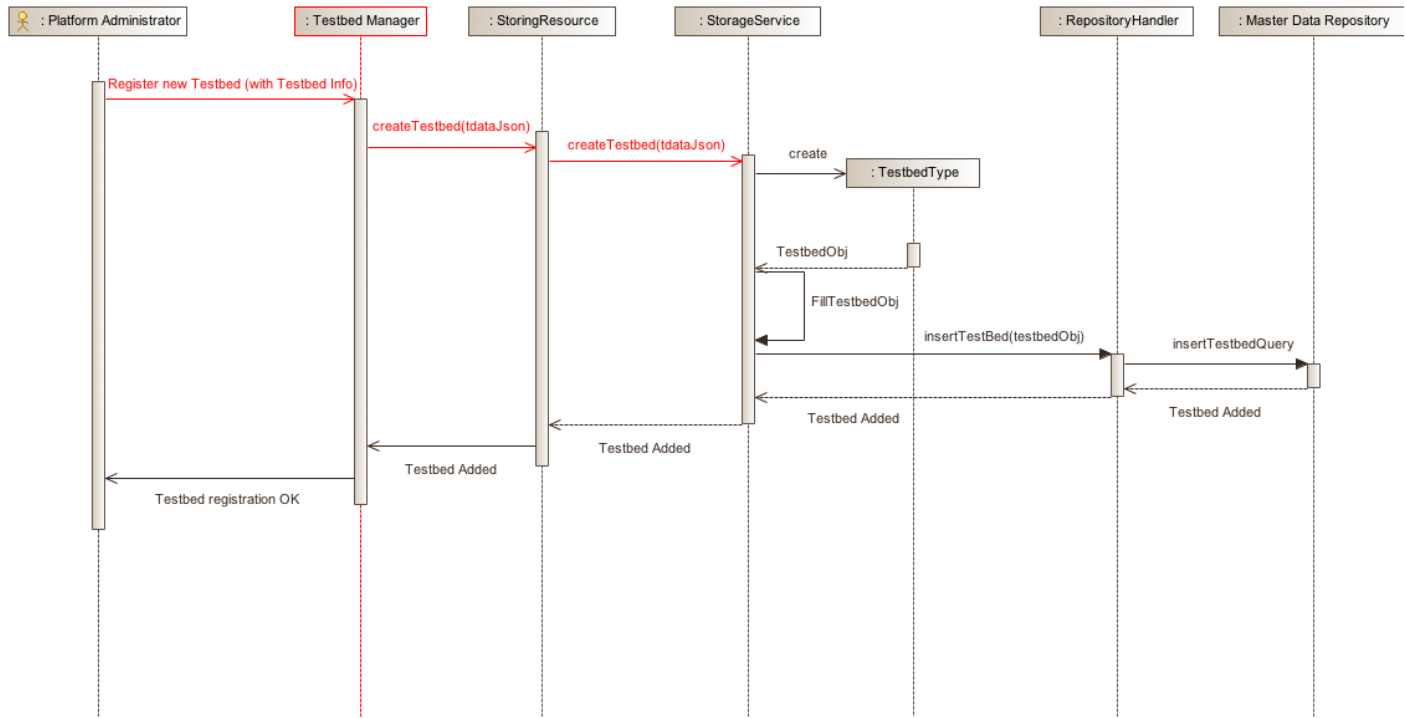 : Platform Administrator
: Testbed Manager
: StoringResource
: StorageService
: RepositoryHandler
: Master Data Repository
Register new Testbed (with Testbed Info)
createTestbed(tdataJson)
createTestbed(tdataJson)
create
: TestbedType
TestbedObj
FillTestbedObj
insertTestBed(testbedObj)
insertTestbedQuery
Testbed Added
Testbed Added
Testbed Added
Testbed Added
Testbed registration OK